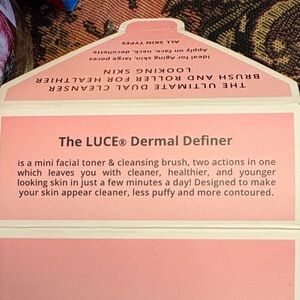 ALL SKIN TYPES
Apply on face, neck, decollette
Ideal for Aging skin, large pores
LOOKING SKIN
BRUSH AND ROLLER FOR HEALTHIER
THE ULTIMATE DUAL CLEANSER
The LUCE® Dermal Definer
is a mini facial toner & cleansing brush, two actions in one
which leaves you with cleaner, healthier, and younger
looking skin in just a few minutes a day! Designed to make
your skin appear cleaner, less puffy and more contoured.